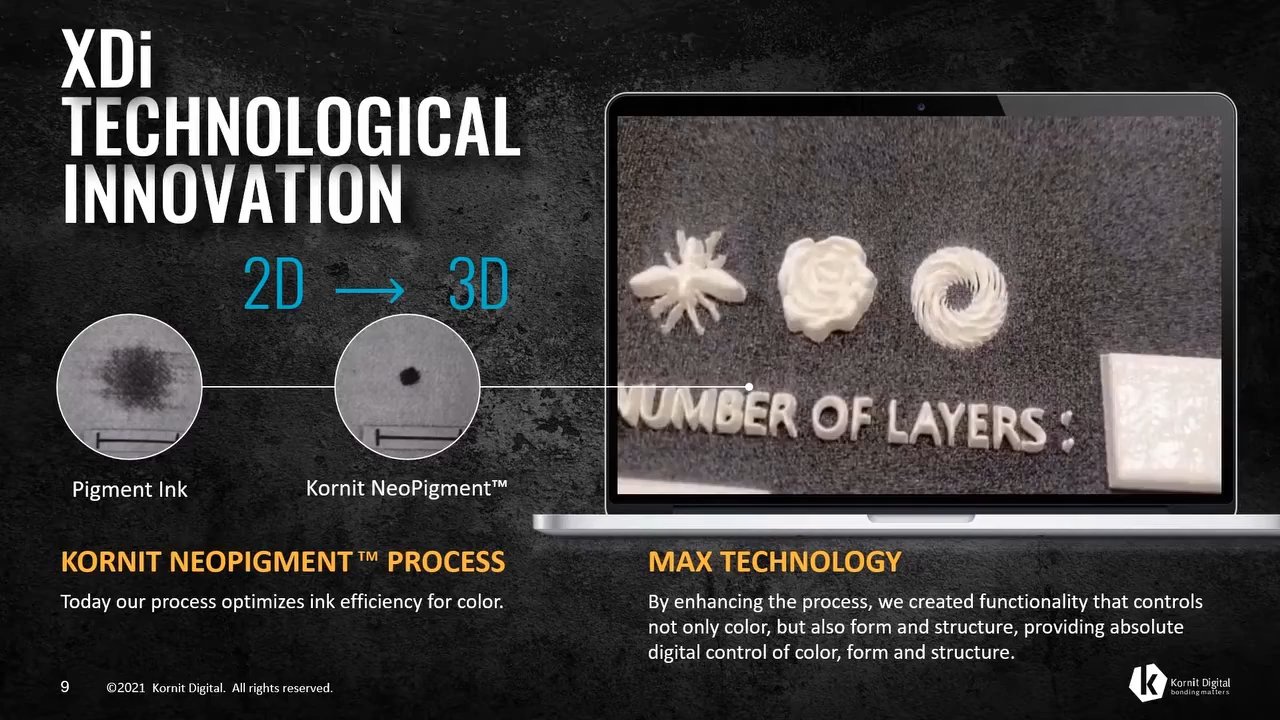 XDi
TECHNOLOGICAL
INNOVATION
2D → 3D
Pigment Ink
Kornit NeoPigment™
NUMBER OF LAYERS :
KORNIT NEOPIGMENT™ PROCESS
Today our process optimizes ink efficiency for color.
MAX TECHNOLOGY
By enhancing the process, we created functionality that controls
not only color, but also form and structure, providing absolute
digital control of color, form and structure.
9
©2021 Kornit Digital. All rights reserved.
Kornit Digital
bonding matters